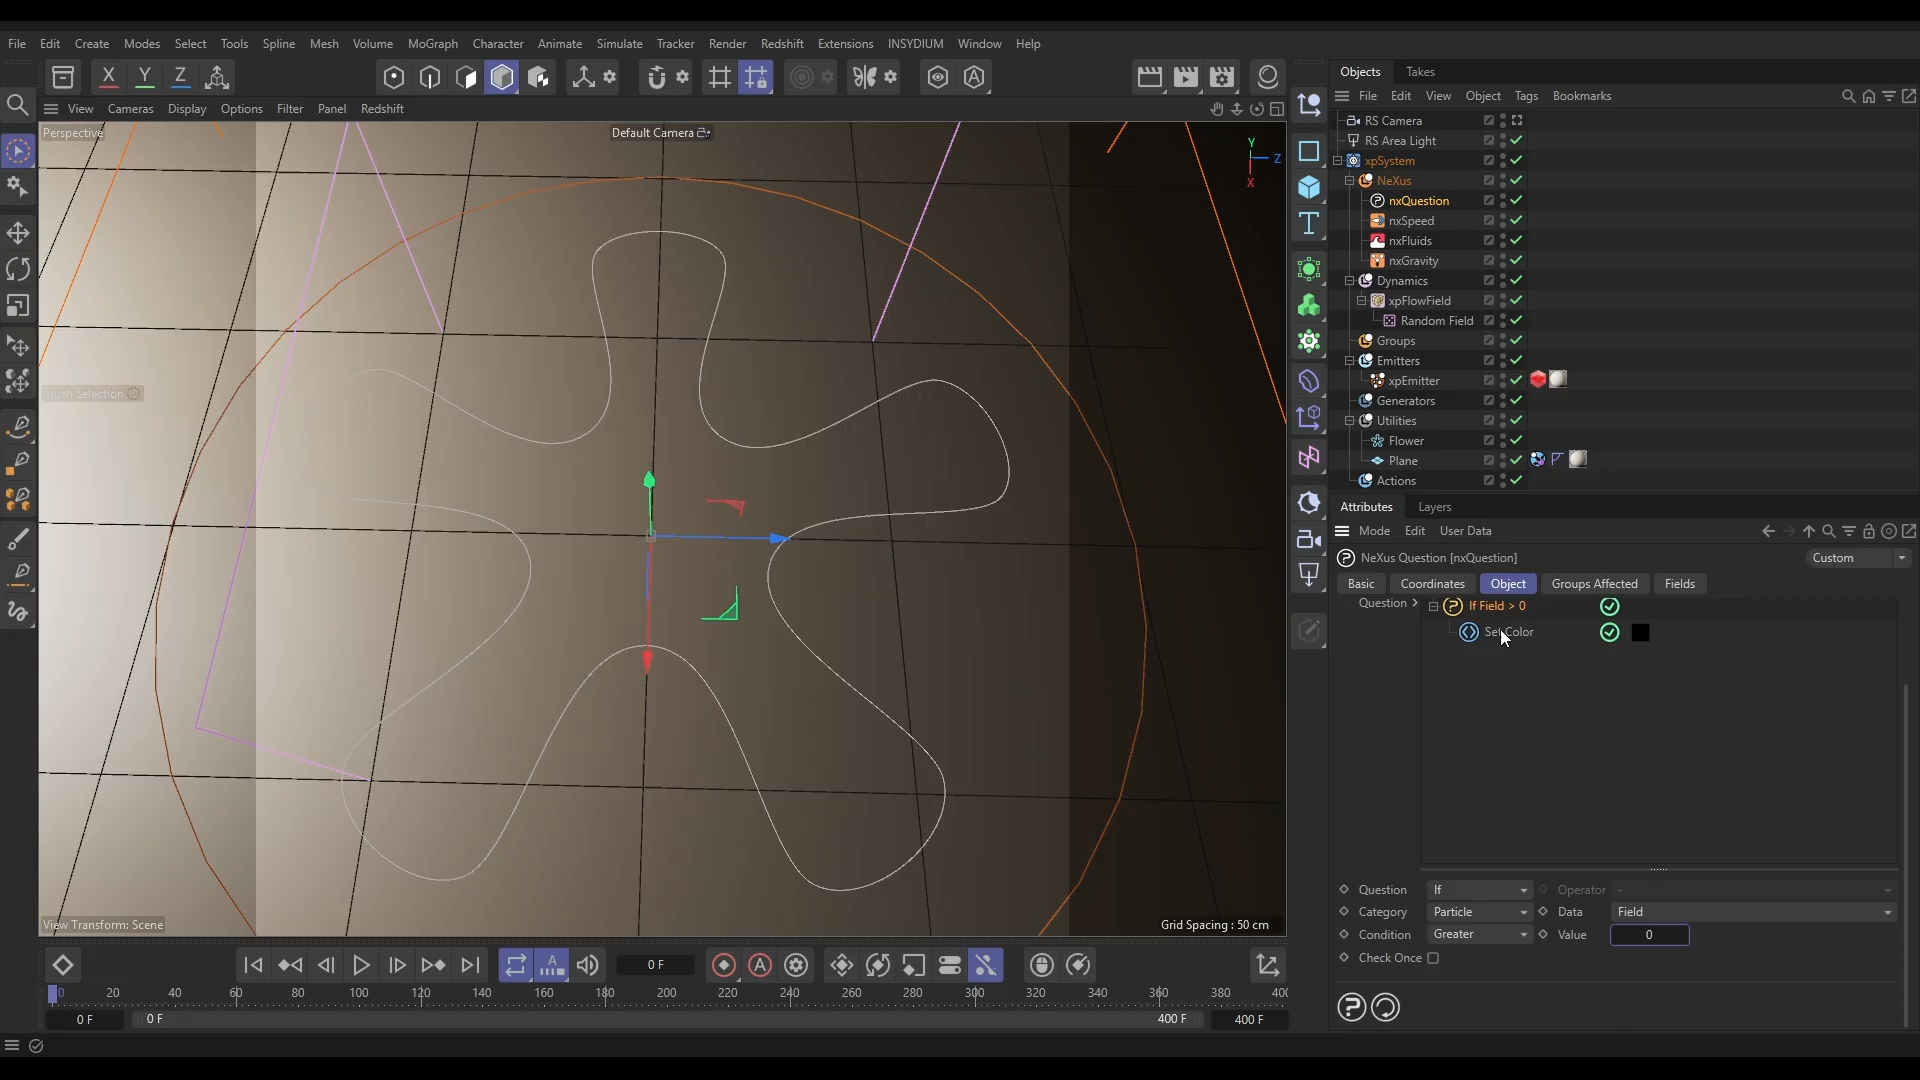 File Edit Create Modes Select Tools Spline Mesh Volume MoGraph Character Animate Simulate Tracker Render Redshift Extensions INSYDIUM Window Help
X Y Z
View Cameras Display Options Filter Panel Redshift
Perspective
Default Camera
Y
Z
X
Brush Selection
View Transform: Scene
Grid Spacing : 50 cm
Objects Takes
File Edit View Object Tags Bookmarks
RS Camera
RS Area Light
xpSystem
NeXus
nxQuestion
nxSpeed
nxFluids
nxGravity
Dynamics
xpFlowField
Random Field
Groups
Emitters
xpEmitter
Generators
Utilities
Flower
Plane
Actions
Attributes Layers
Mode Edit User Data
NeXus Question [nxQuestion]
Custom
Basic Coordinates Object Groups Affected Fields
Question > If Field > 0
Set Color
Question If Operator -
Category Particle Data Field
Condition Greater Value 0
Check Once
0 F
0 20 40 60 80 100 120 140 160 180 200 220 240 260 280 300 320 340 360 380 400
0 F 0 F 400 F 400 F